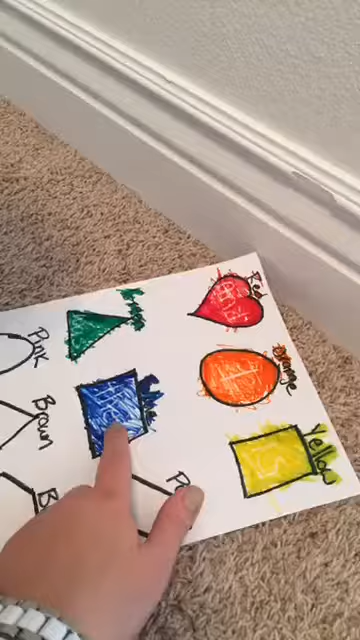 Red
Orange
Yellow
Green
Blue
P
Pink
Brown
B